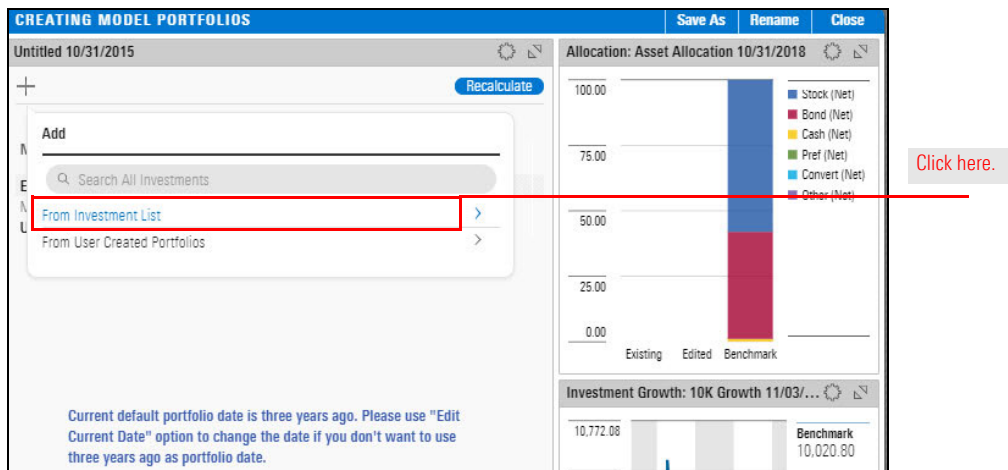 CREATING MODEL PORTFOLIOS
Save As
Rename
Close
Untitled 10/31/2015
Recalculate
Add
Search All Investments
From Investment List
From User Created Portfolios
Current default portfolio date is three years ago. Please use "Edit
Current Date" option to change the date if you don't want to use
three years ago as portfolio date.
Allocation: Asset Allocation 10/31/2018
100.00
75.00
50.00
25.00
0.00
Existing Edited Benchmark
Stock (Net)
Bond (Net)
Cash (Net)
Pref (Net)
Convert (Net)
Other (Net)
Click here.
Investment Growth: 10K Growth 11/03/...
10,772.08
Benchmark
10,020.80